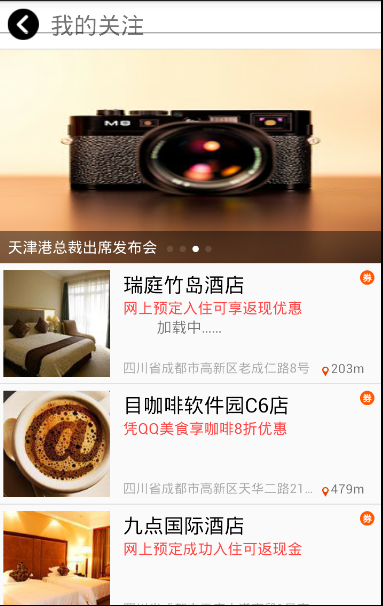 我的关注
M8
天津港总裁出席发布会
瑞庭竹岛酒店
券
网上预定入住可享返现优惠
加载中......
四川省成都市高新区老成仁路8号
203m
目咖啡软件园C6店
券
凭QQ美食享咖啡8折优惠
四川省成都市高新区天华二路21...
479m
九点国际酒店
券
网上预定成功入住可返现金